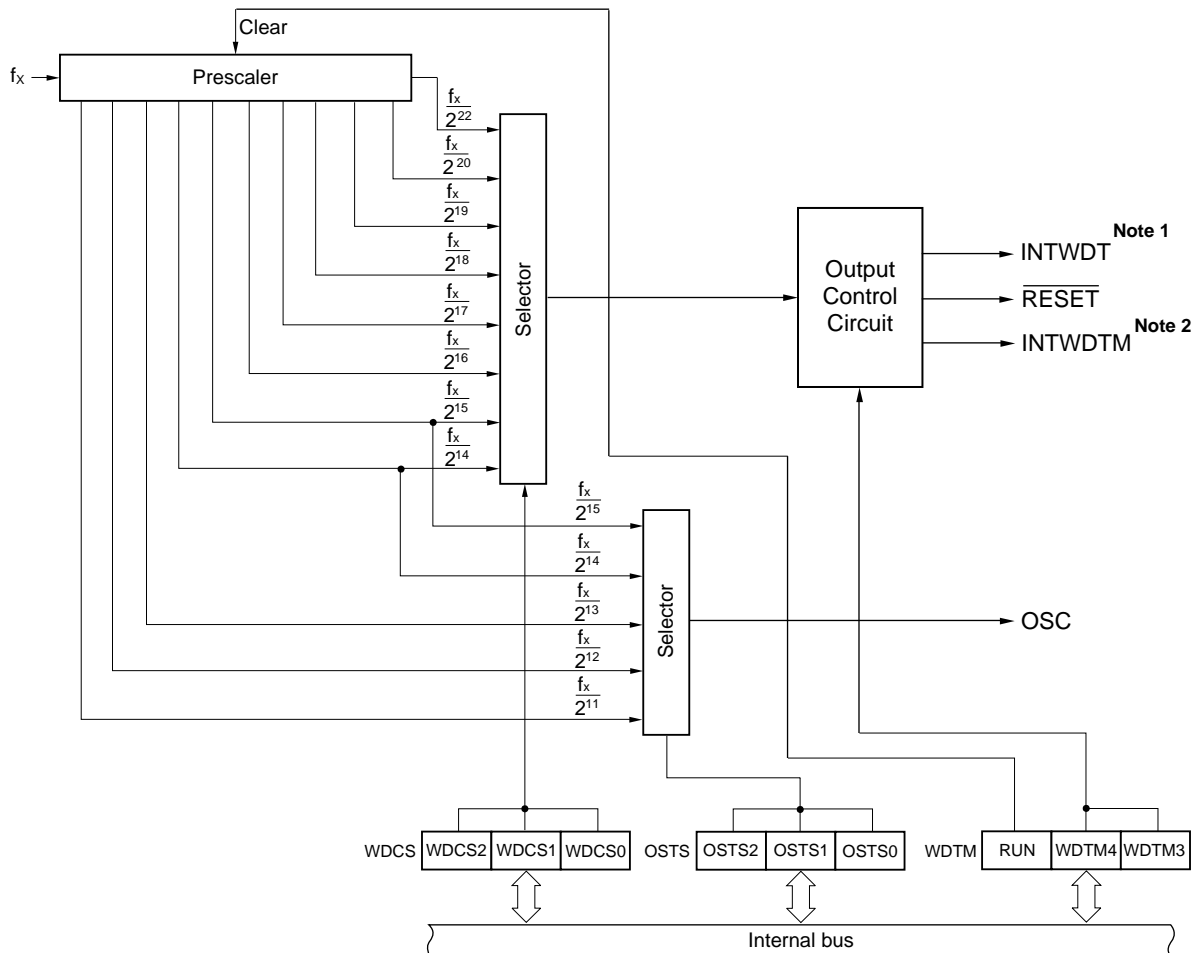 Clear
fX
Prescaler
fx
2^22
fx
2^20
fx
2^19
fx
2^18
fx
2^17
fx
2^16
fx
2^15
fx
2^14
Selector
Output
Control
Circuit
INTWDT Note 1
RESET
INTWDTM Note 2
fx
2^15
fx
2^14
fx
2^13
fx
2^12
fx
2^11
Selector
OSC
WDCS WDCS2 WDCS1 WDCS0 OSTS OSTS2 OSTS1 OSTS0 WDTM RUN WDTM4 WDTM3
Internal bus